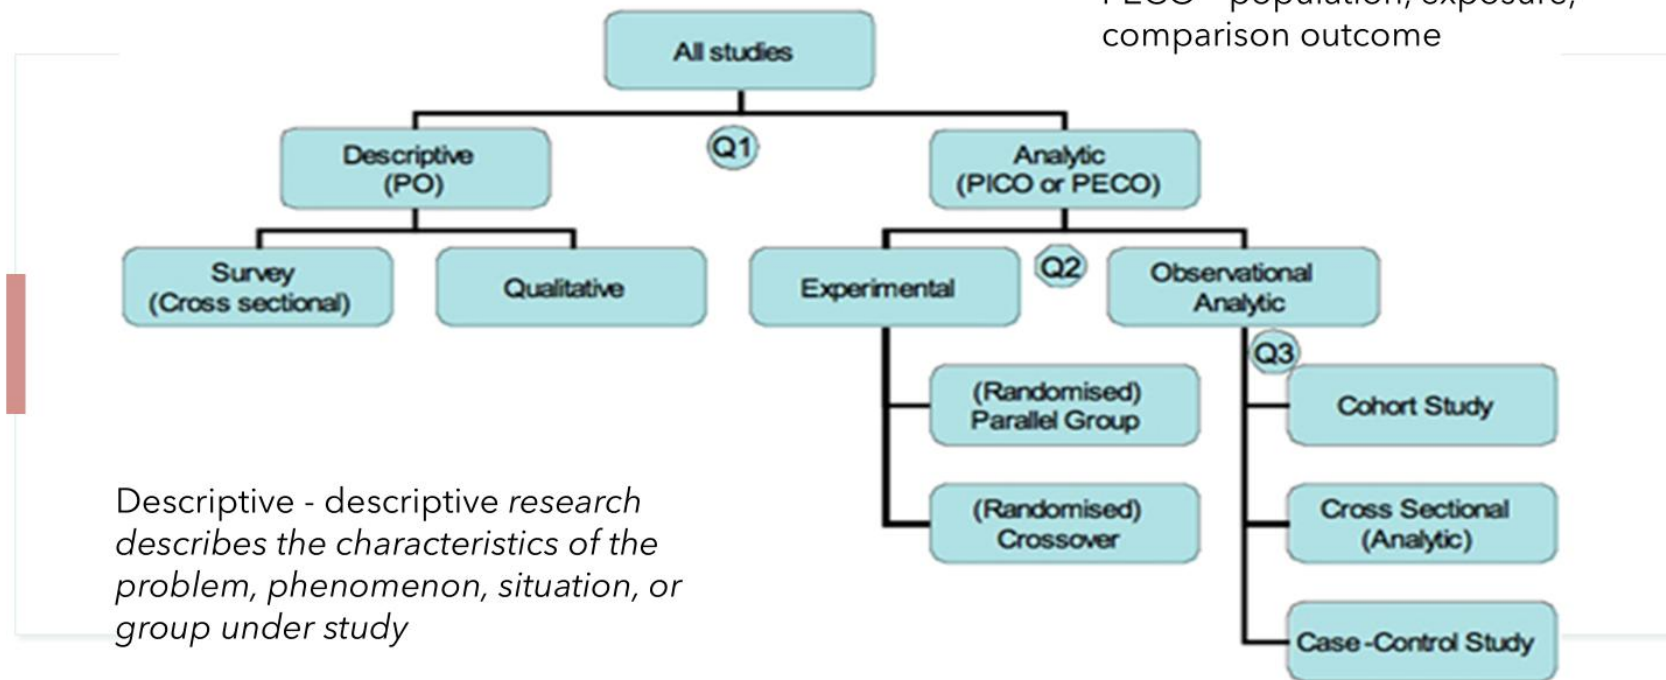 comparison outcome
All studies
Q1
Descriptive
(PO)
Analytic
(PICO or PECO)
Survey
(Cross sectional)
Qualitative
Experimental
Q2
Observational
Analytic
Q3
(Randomised)
Parallel Group
Cohort Study
(Randomised)
Crossover
Cross Sectional
(Analytic)
Case-Control Study
Descriptive - descriptive research
describes the characteristics of the
problem, phenomenon, situation, or
group under study